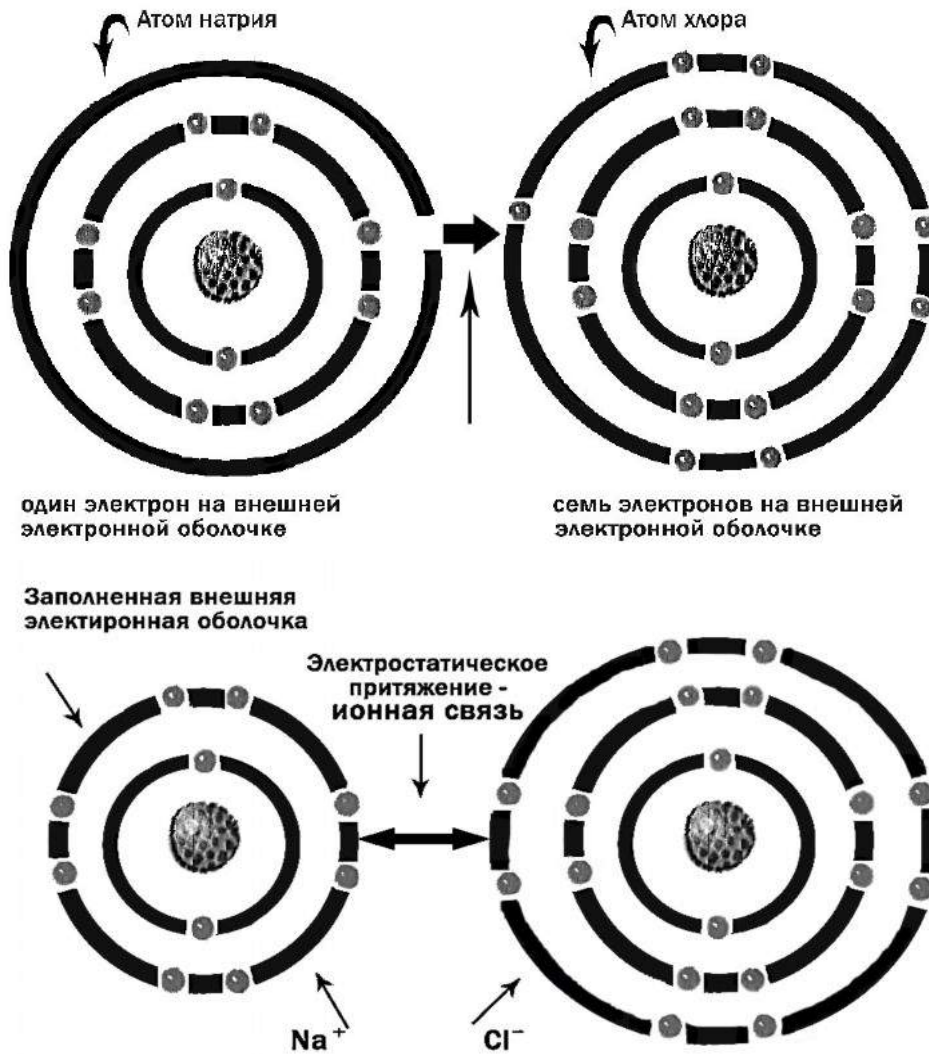 Атом натрия
Атом хлора
один электрон на внешней
электронной оболочке
семь электронов на внешней
электронной оболочке
Заполненная внешняя
электиронная оболочка
Электростатическое
притяжение -
ионная связь
Na⁺
Cl⁻